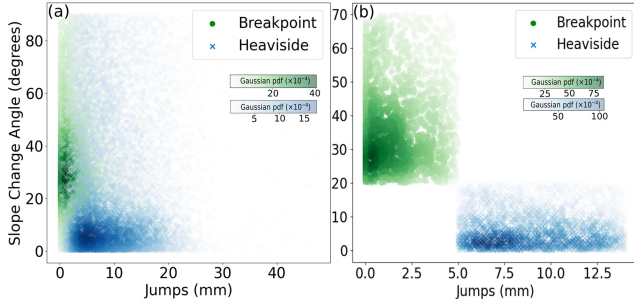 (a)
Breakpoint
Heaviside
Gaussian pdf (×10⁻⁴)
20 40
Gaussian pdf (×10⁻⁴)
5 10 15
Slope Change Angle (degrees)
80
60
40
20
0
0 10 20 30 40
Jumps (mm)
(b)
Breakpoint
Heaviside
Gaussian pdf (×10⁻⁴)
25 50 75
Gaussian pdf (×10⁻⁴)
50 100
70
60
50
40
30
20
10
0
0.0 2.5 5.0 7.5 10.0 12.5
Jumps (mm)